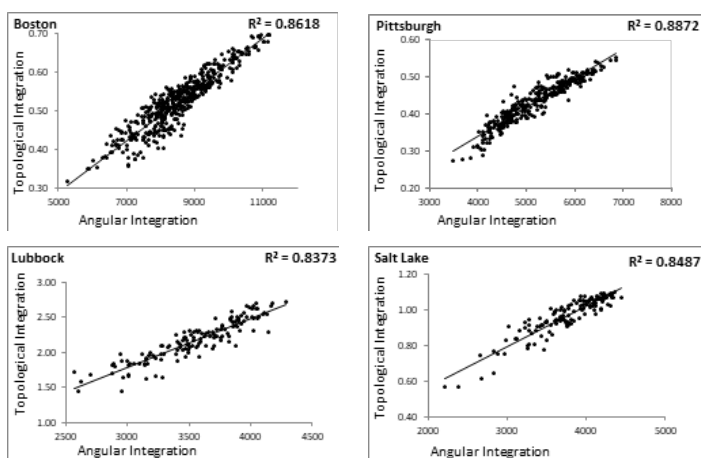 Boston
R² = 0.8618
Topological Integration
0.70
0.60
0.50
0.40
0.30
5000 7000 9000 11000
Angular Integration
Pittsburgh
R² = 0.8872
Topological Integration
0.60
0.50
0.40
0.30
0.20
3000 4000 5000 6000 7000 8000
Angular Integration
Lubbock
R² = 0.8373
Topological Integration
3.00
2.50
2.00
1.50
1.00
2500 3000 3500 4000 4500
Angular Integration
Salt Lake
R² = 0.8487
Topological Integration
1.20
1.00
0.80
0.60
0.40
2000 3000 4000 5000
Angular Integration